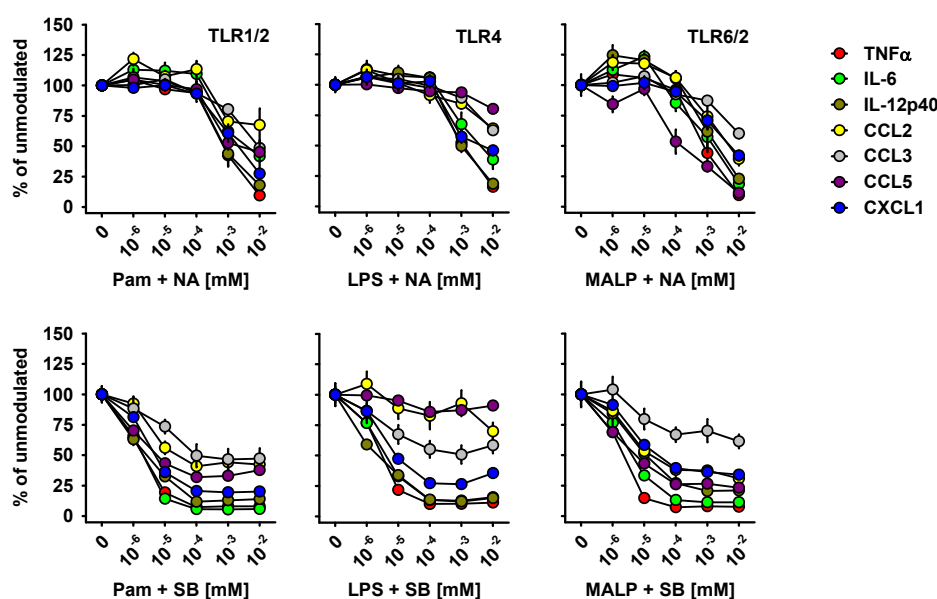 TLR1/2
TLR4
TLR6/2
% of unmodulated
150
125
100
75
50
25
0
0 10⁻⁶ 10⁻⁵ 10⁻⁴ 10⁻³ 10⁻²
Pam + NA [mM]
0 10⁻⁶ 10⁻⁵ 10⁻⁴ 10⁻³ 10⁻²
LPS + NA [mM]
0 10⁻⁶ 10⁻⁵ 10⁻⁴ 10⁻³ 10⁻²
MALP + NA [mM]
TNFα
IL-6
IL-12p40
CCL2
CCL3
CCL5
CXCL1
% of unmodulated
150
125
100
75
50
25
0
0 10⁻⁶ 10⁻⁵ 10⁻⁴ 10⁻³ 10⁻²
Pam + SB [mM]
0 10⁻⁶ 10⁻⁵ 10⁻⁴ 10⁻³ 10⁻²
LPS + SB [mM]
0 10⁻⁶ 10⁻⁵ 10⁻⁴ 10⁻³ 10⁻²
MALP + SB [mM]